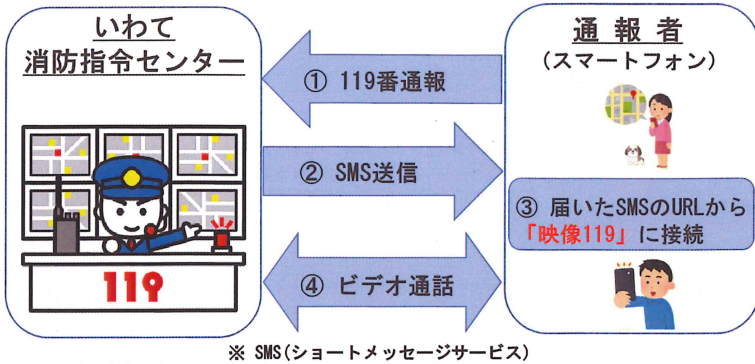 いわて
消防指令センター
119
① 119番通報
② SMS送信
④ ビデオ通話
通報者
(スマートフォン)
③ 届いたSMSのURLから
「映像119」に接続
※ SMS(ショートメッセージサービス)